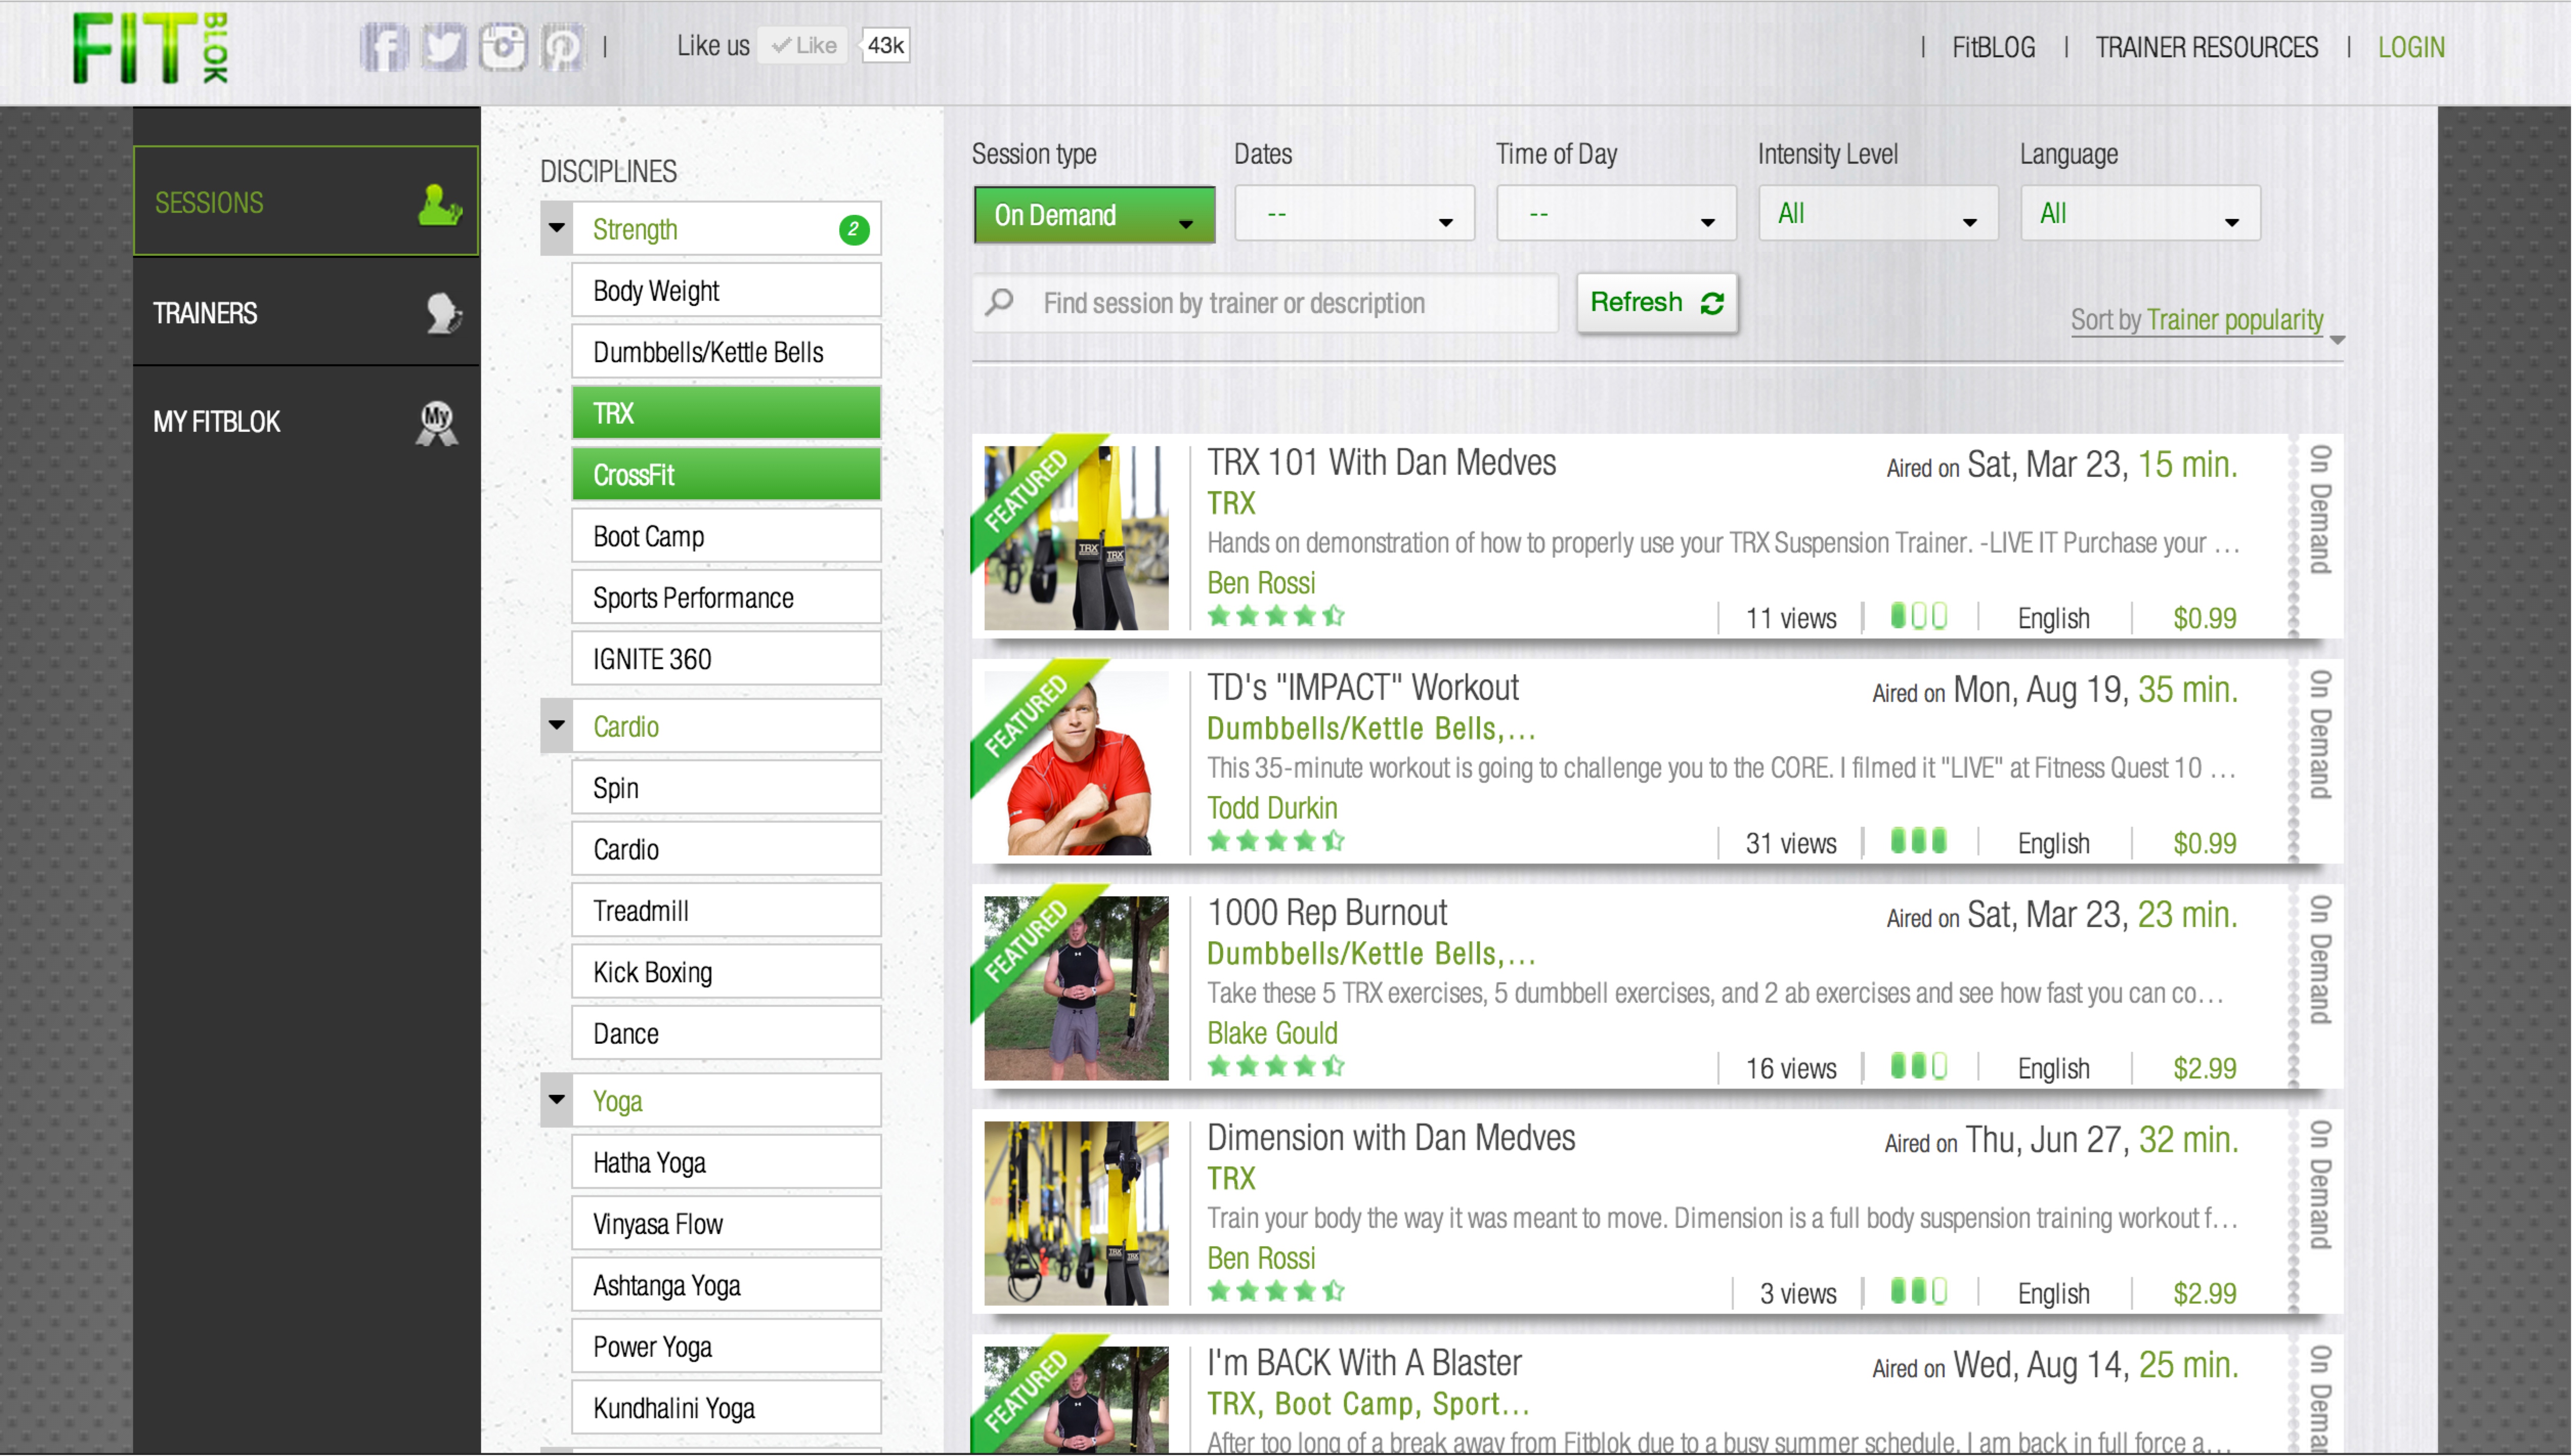 FIT BLOK
Like us Like 43k
FitBLOG
TRAINER RESOURCES
LOGIN
SESSIONS
TRAINERS
MY FITBLOK
My
DISCIPLINES
Strength 2
Body Weight
Dumbbells/Kettle Bells
TRX
CrossFit
Boot Camp
Sports Performance
IGNITE 360
Cardio
Spin
Cardio
Treadmill
Kick Boxing
Dance
Yoga
Hatha Yoga
Vinyasa Flow
Ashtanga Yoga
Power Yoga
Kundhalini Yoga
Session type
On Demand
Dates
--
Time of Day
--
Intensity Level
All
Language
All
Find session by trainer or description
Refresh
Sort by Trainer popularity
FEATURED
TRX TRX
TRX 101 With Dan Medves
Aired on Sat, Mar 23, 15 min.
TRX
Hands on demonstration of how to properly use your TRX Suspension Trainer. -LIVE IT Purchase your ...
Ben Rossi
11 views English $0.99
On Demand
FEATURED
TD's "IMPACT" Workout
Aired on Mon, Aug 19, 35 min.
Dumbbells/Kettle Bells,...
This 35-minute workout is going to challenge you to the CORE. I filmed it "LIVE" at Fitness Quest 10 ...
Todd Durkin
31 views English $0.99
On Demand
FEATURED
1000 Rep Burnout
Aired on Sat, Mar 23, 23 min.
Dumbbells/Kettle Bells,...
Take these 5 TRX exercises, 5 dumbbell exercises, and 2 ab exercises and see how fast you can co...
Blake Gould
16 views English $2.99
On Demand
TRX TRX
Dimension with Dan Medves
Aired on Thu, Jun 27, 32 min.
TRX
Train your body the way it was meant to move. Dimension is a full body suspension training workout f...
Ben Rossi
3 views English $2.99
On Demand
FEATURED
I'm BACK With A Blaster
Aired on Wed, Aug 14, 25 min.
TRX, Boot Camp, Sport...
After too long of a break away from Fitblok due to a busy summer schedule, I am back in full force a...
On Deman